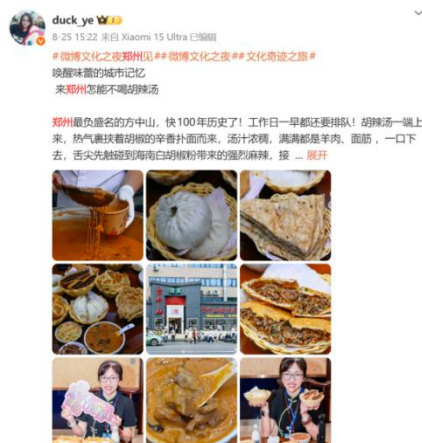 duck_ye
8-25 15:22 来自 Xiaomi 15 Ultra 已编辑
#微博文化之夜郑州见##微博文化之夜##文化奇迹之旅#
唤醒味蕾的城市记忆
来郑州怎能不喝胡辣汤
郑州最负盛名的方中山，快100年历史了！工作日一早都还要排队！胡辣汤一端上
来，热气裹挟着胡椒的辛香扑面而来，汤汁浓稠，满满都是羊肉、面筋，一口下
去，舌尖先触碰到海南白胡椒粉带来的强烈麻辣，接 ... 展开